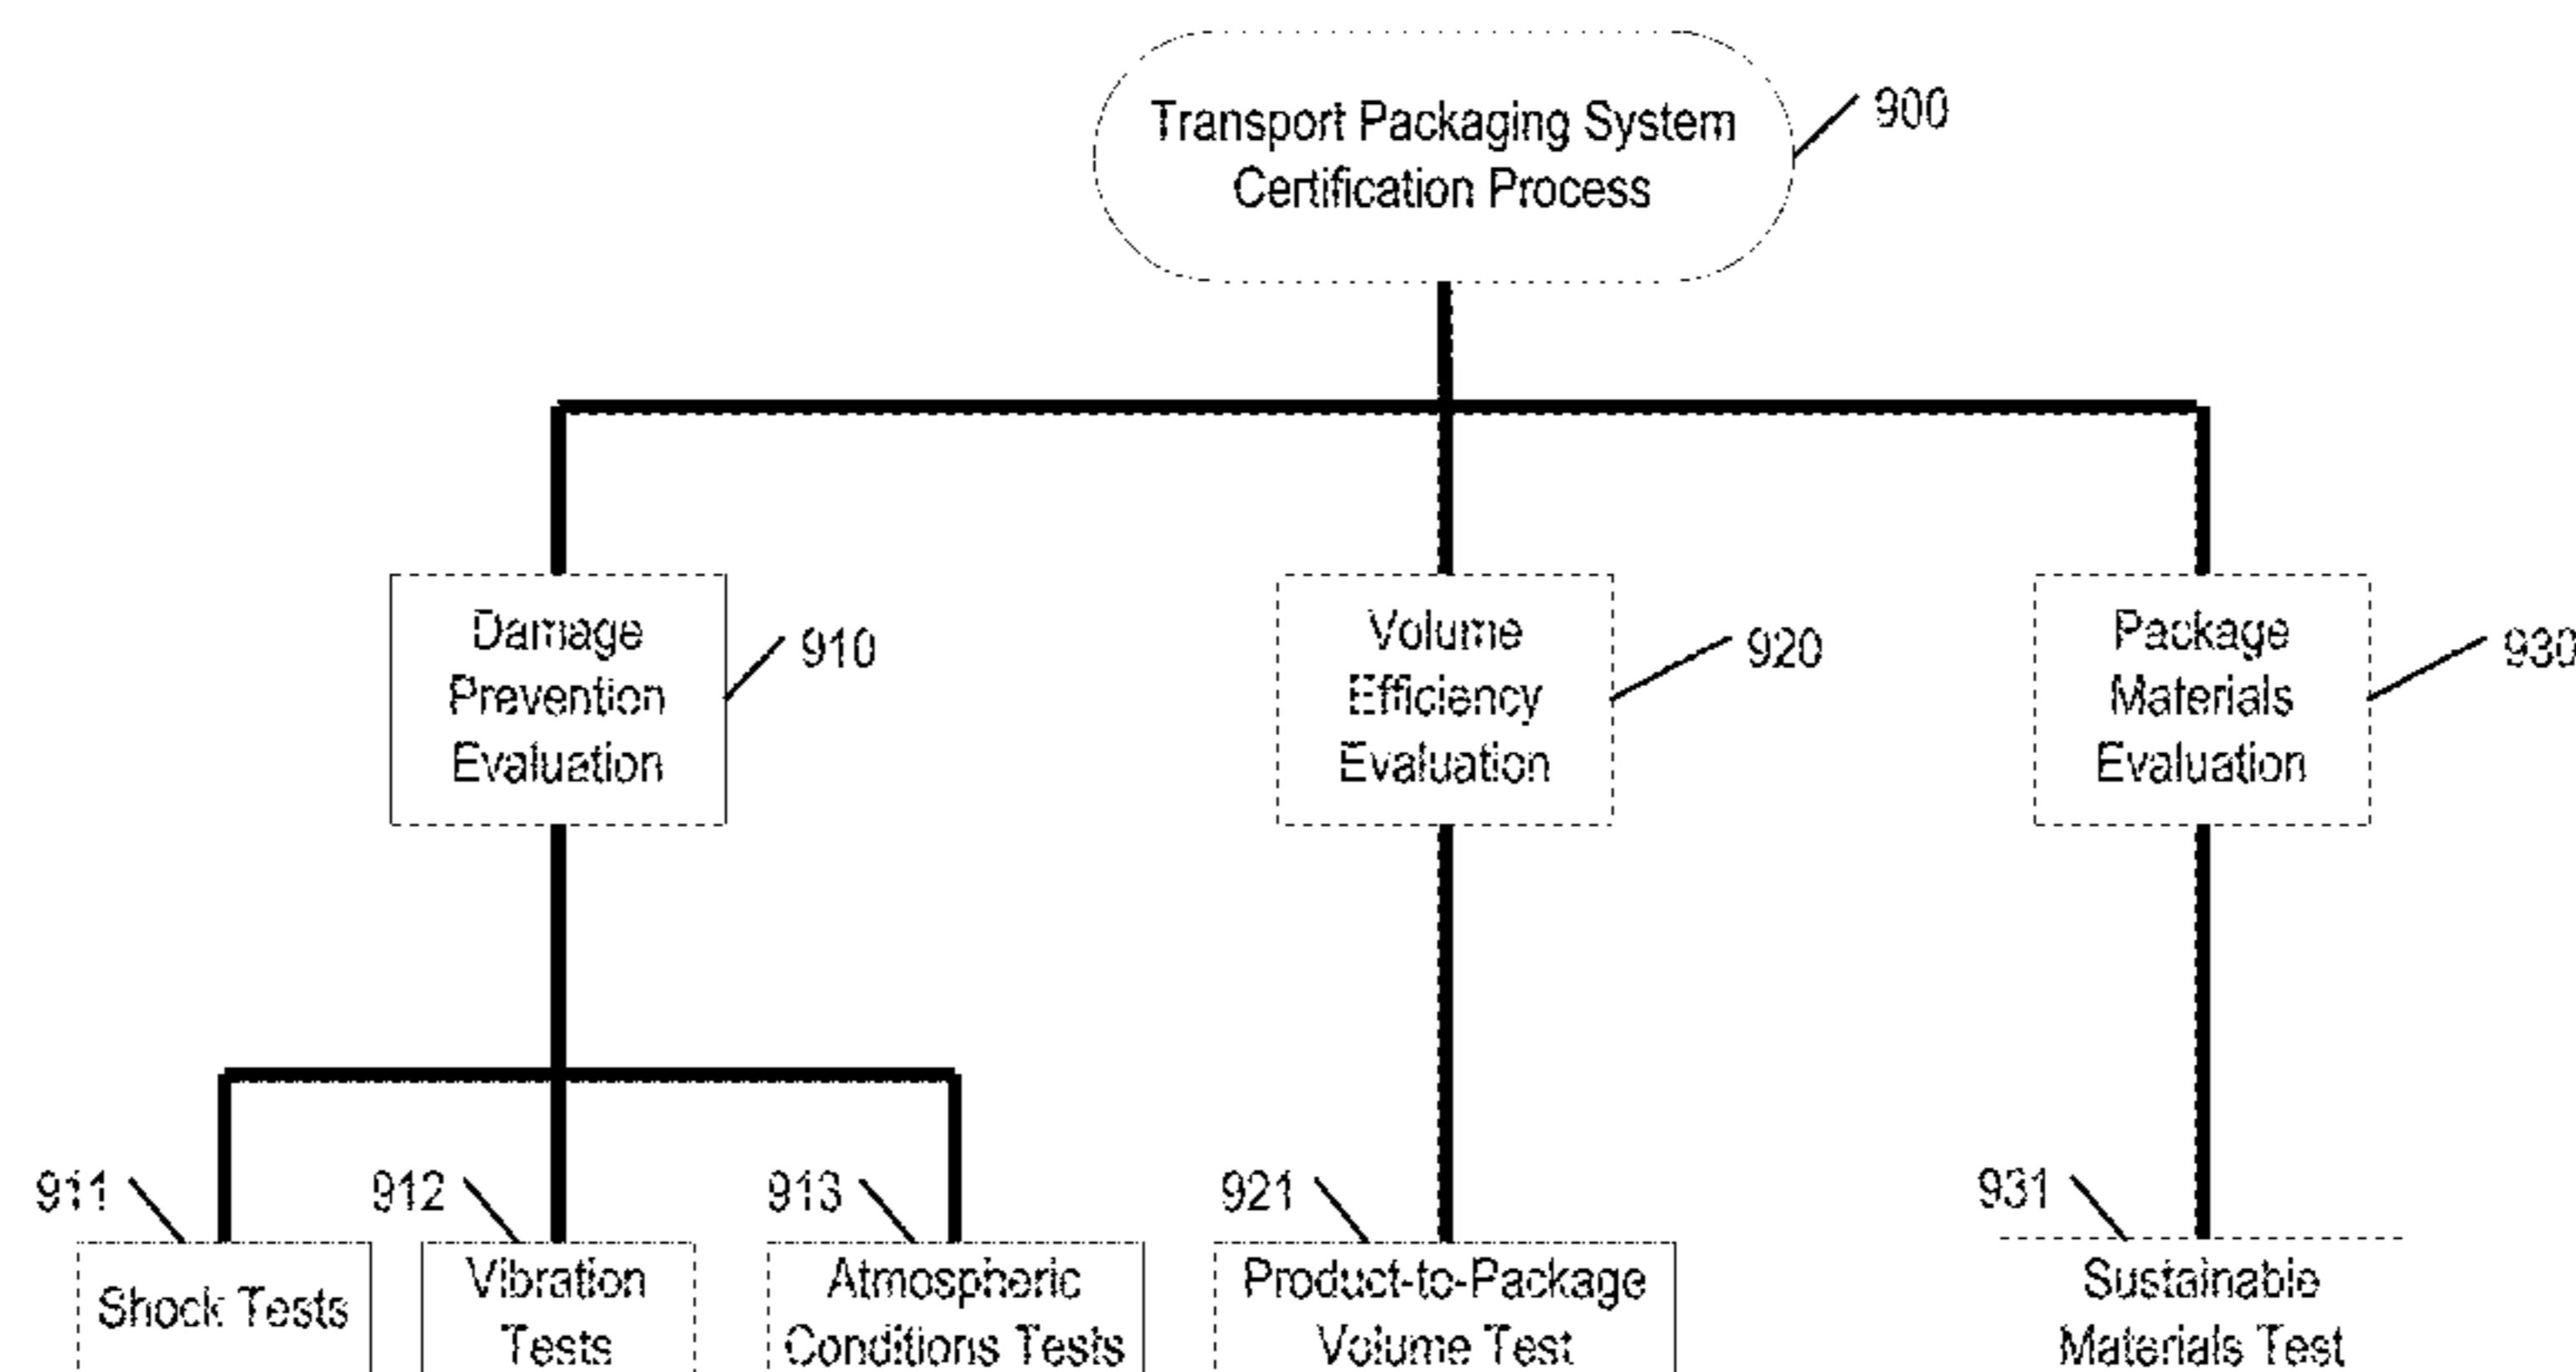 Transport Packaging System
Certification Process
900
Damage
Prevention
Evaluation
910
Volume
Efficiency
Evaluation
920
Package
Materials
Evaluation
930
911
Shock Tests
912
Vibration
Tests
913
Atmospheric
Conditions Tests
921
Product-to-Package
Volume Test
931
Sustainable
Materials Test